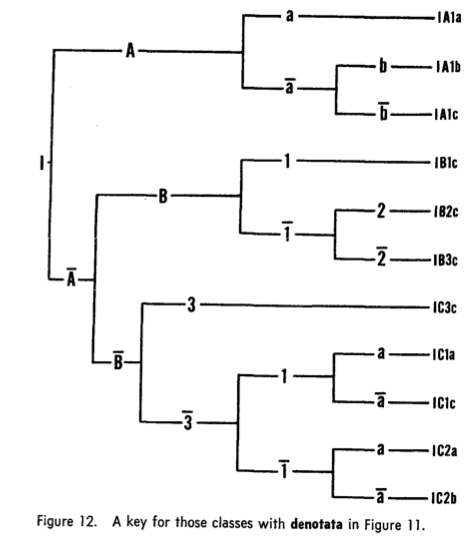 a IA1a
A
b IA1b
a̅
b̅ IA1c
I
1 IB1c
B
2 IB2c
1̅
2̅ IB3c
A̅
3 IC3c
B̅
a IC1a
1
a̅ IC1c
3̅
a IC2a
1̅
a̅ IC2b
Figure 12. A key for those classes with denotata in Figure 11.